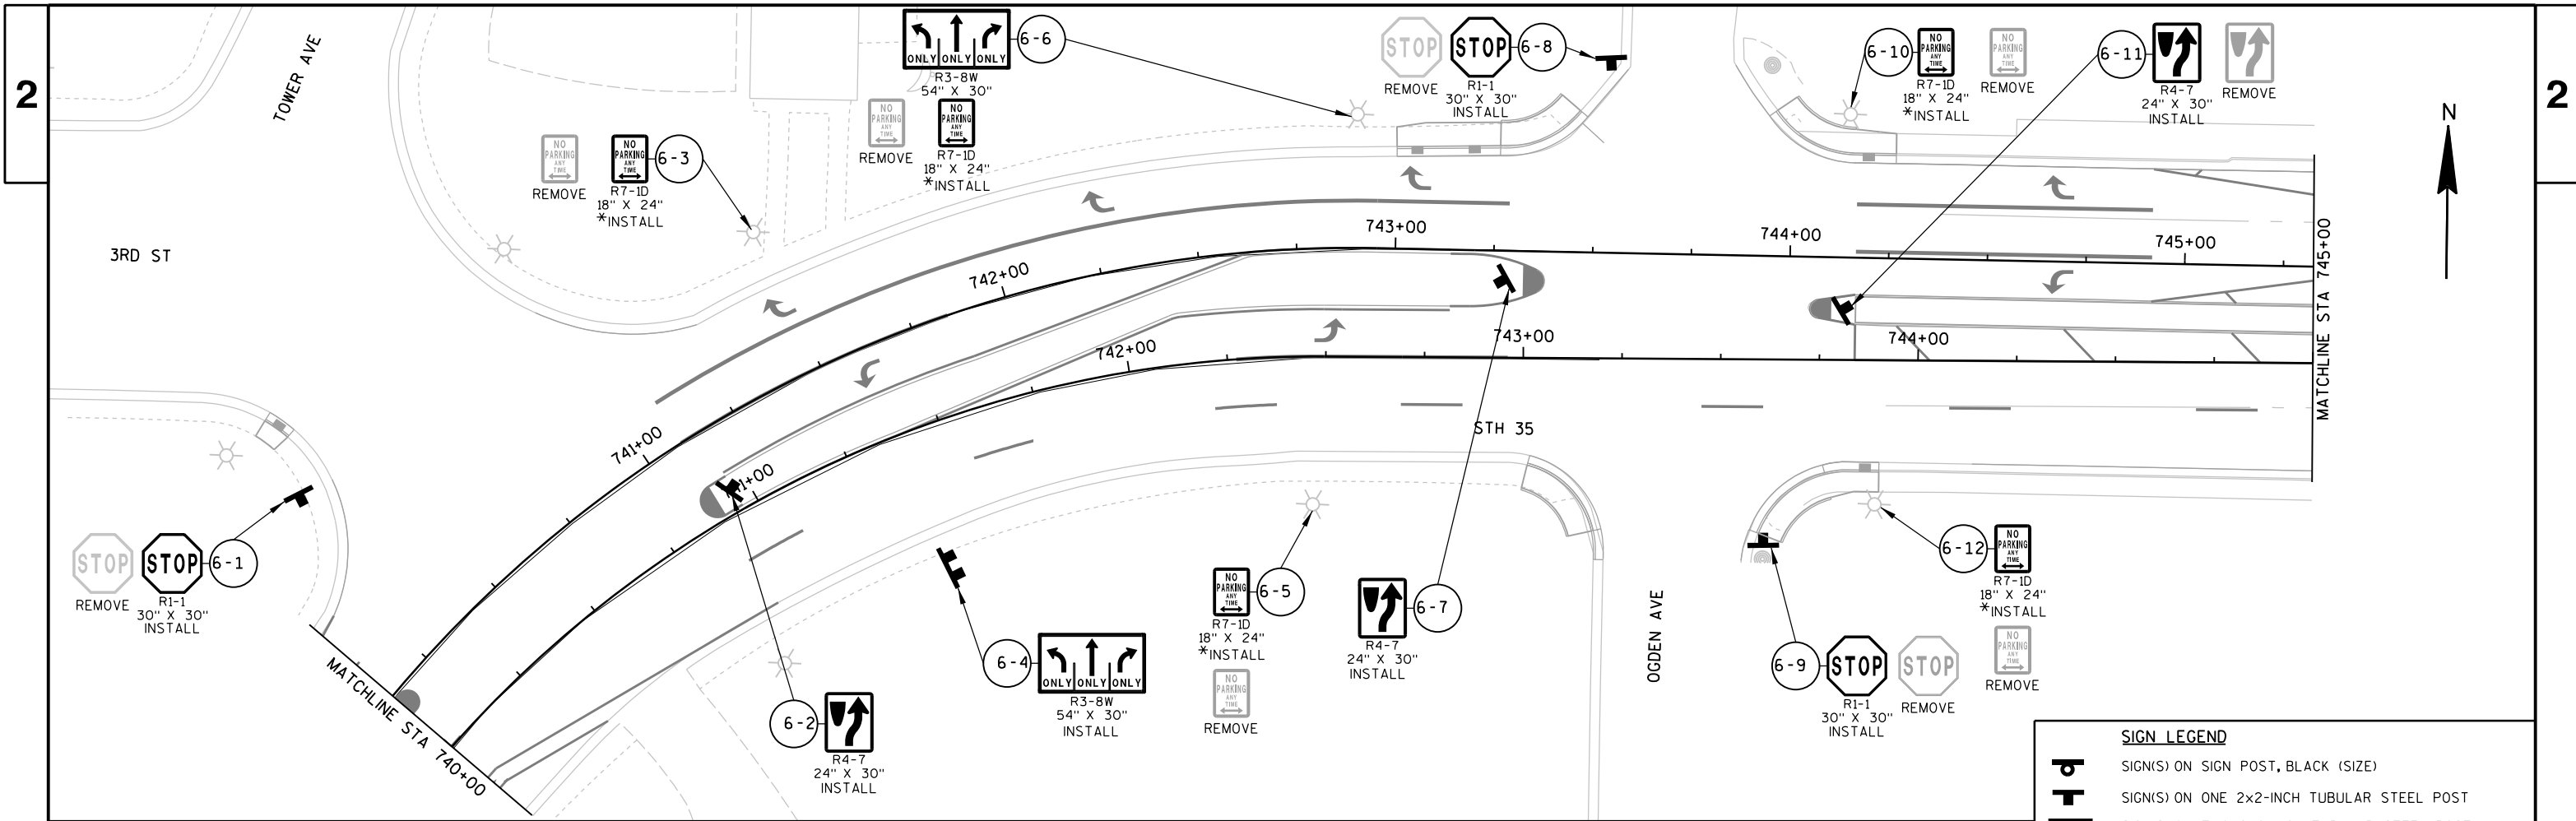 2
2
TOWER AVE
3RD ST
NO
PARKING
ANY
TIME
REMOVE
NO
PARKING
ANY
TIME
R7-1D
18" X 24"
*INSTALL
6-3
ONLY ONLY ONLY
R3-8W
54" X 30"
6-6
NO
PARKING
ANY
TIME
REMOVE
NO
PARKING
ANY
TIME
R7-1D
18" X 24"
*INSTALL
STOP
REMOVE
STOP
R1-1
30" X 30"
INSTALL
6-8
6-10
NO
PARKING
ANY
TIME
R7-1D
18" X 24"
*INSTALL
NO
PARKING
ANY
TIME
REMOVE
6-11
R4-7
24" X 30"
INSTALL
REMOVE
N
741+00
742+00
743+00
744+00
745+00
742+00
743+00
744+00
STH 35
MATCHLINE STA 745+00
STOP
REMOVE
STOP
R1-1
30" X 30"
INSTALL
6-1
MATCHLINE STA 740+00
6-2
R4-7
24" X 30"
INSTALL
6-4
ONLY ONLY ONLY
R3-8W
54" X 30"
INSTALL
NO
PARKING
ANY
TIME
R7-1D
18" X 24"
*INSTALL
6-5
NO
PARKING
ANY
TIME
REMOVE
R4-7
24" X 30"
INSTALL
6-7
OGDEN AVE
6-9
STOP
R1-1
30" X 30"
INSTALL
STOP
REMOVE
6-12
NO
PARKING
ANY
TIME
R7-1D
18" X 24"
*INSTALL
NO
PARKING
ANY
TIME
REMOVE
SIGN LEGEND
SIGN(S) ON SIGN POST, BLACK (SIZE)
SIGN(S) ON ONE 2x2-INCH TUBULAR STEEL POST